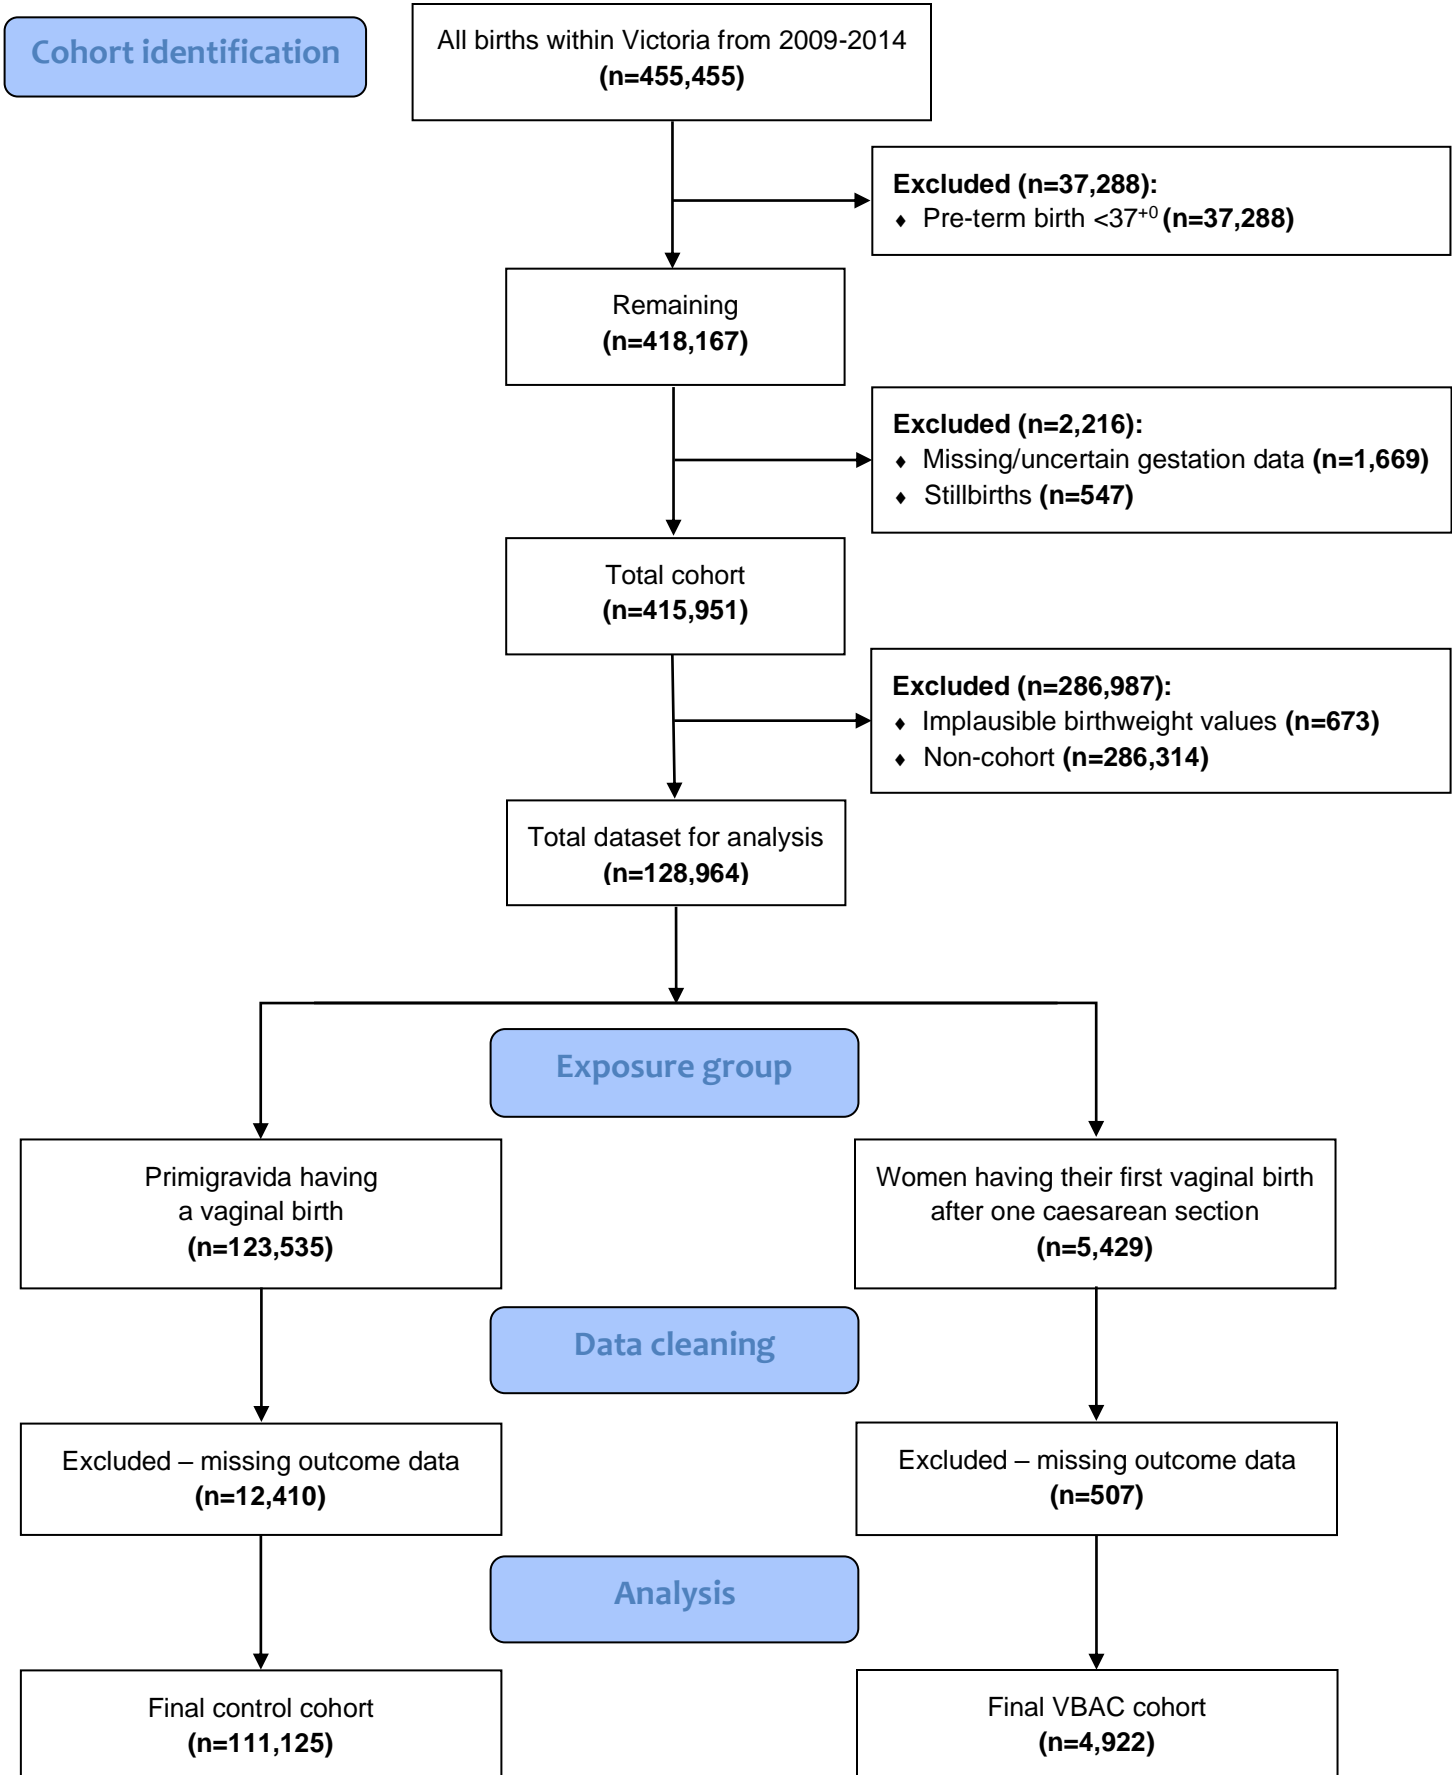 Cohort identification
All births within Victoria from 2009-2014
(n=455,455)
Excluded (n=37,288):
♦ Pre-term birth <37⁺⁰ (n=37,288)
Remaining
(n=418,167)
Excluded (n=2,216):
♦ Missing/uncertain gestation data (n=1,669)
♦ Stillbirths (n=547)
Total cohort
(n=415,951)
Excluded (n=286,987):
♦ Implausible birthweight values (n=673)
♦ Non-cohort (n=286,314)
Total dataset for analysis
(n=128,964)
Exposure group
Primigravida having
a vaginal birth
(n=123,535)
Women having their first vaginal birth
after one caesarean section
(n=5,429)
Data cleaning
Excluded – missing outcome data
(n=12,410)
Excluded – missing outcome data
(n=507)
Analysis
Final control cohort
(n=111,125)
Final VBAC cohort
(n=4,922)